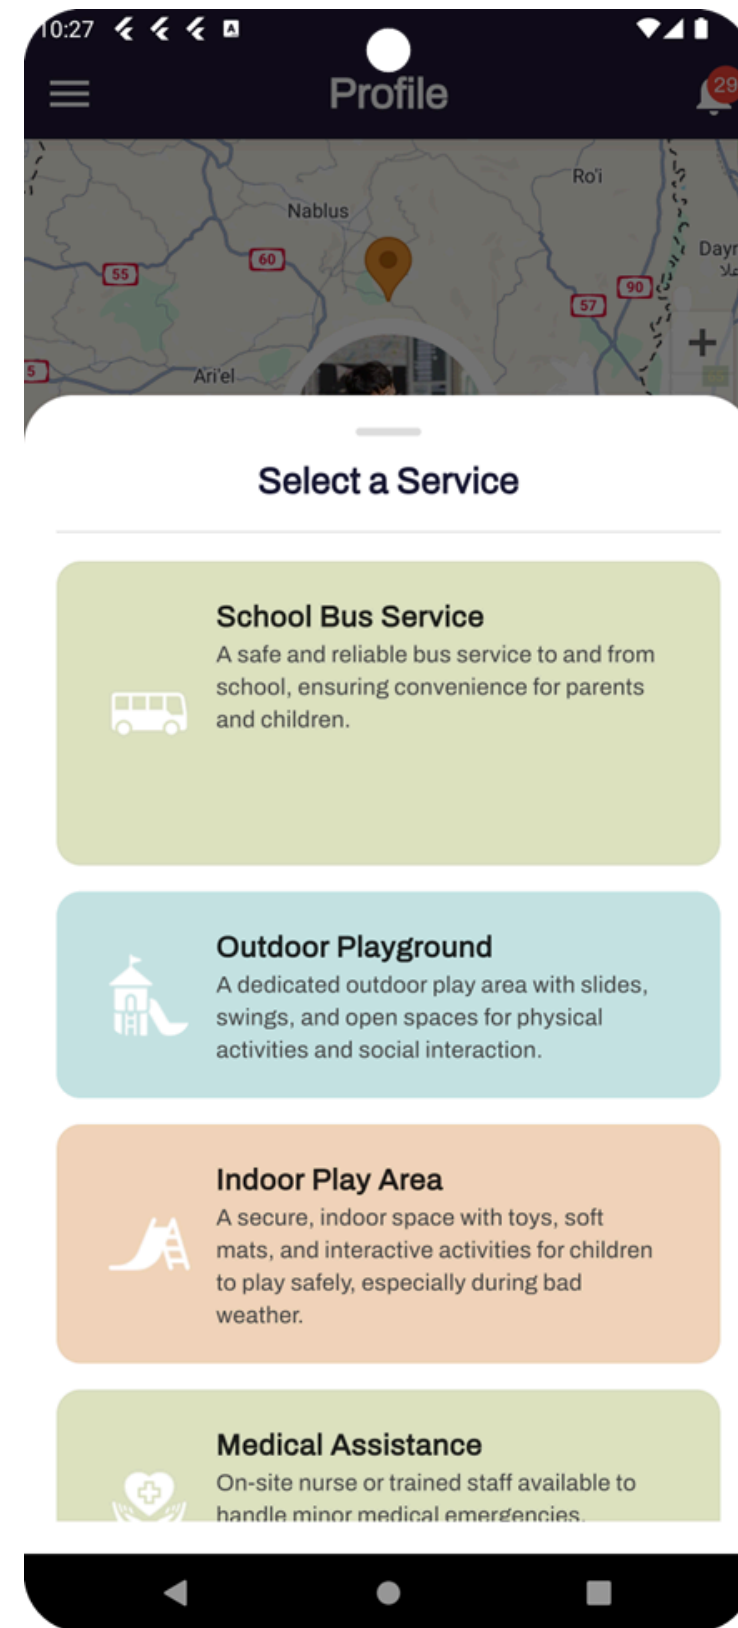 10:27
Profile
29
Ro'i
Nablus
Dayr
60
55
90
57
5
Ari'el
Select a Service
School Bus Service
A safe and reliable bus service to and from
school, ensuring convenience for parents
and children.
Outdoor Playground
A dedicated outdoor play area with slides,
swings, and open spaces for physical
activities and social interaction.
Indoor Play Area
A secure, indoor space with toys, soft
mats, and interactive activities for children
to play safely, especially during bad
weather.
Medical Assistance
On-site nurse or trained staff available to
handle minor medical emergencies.